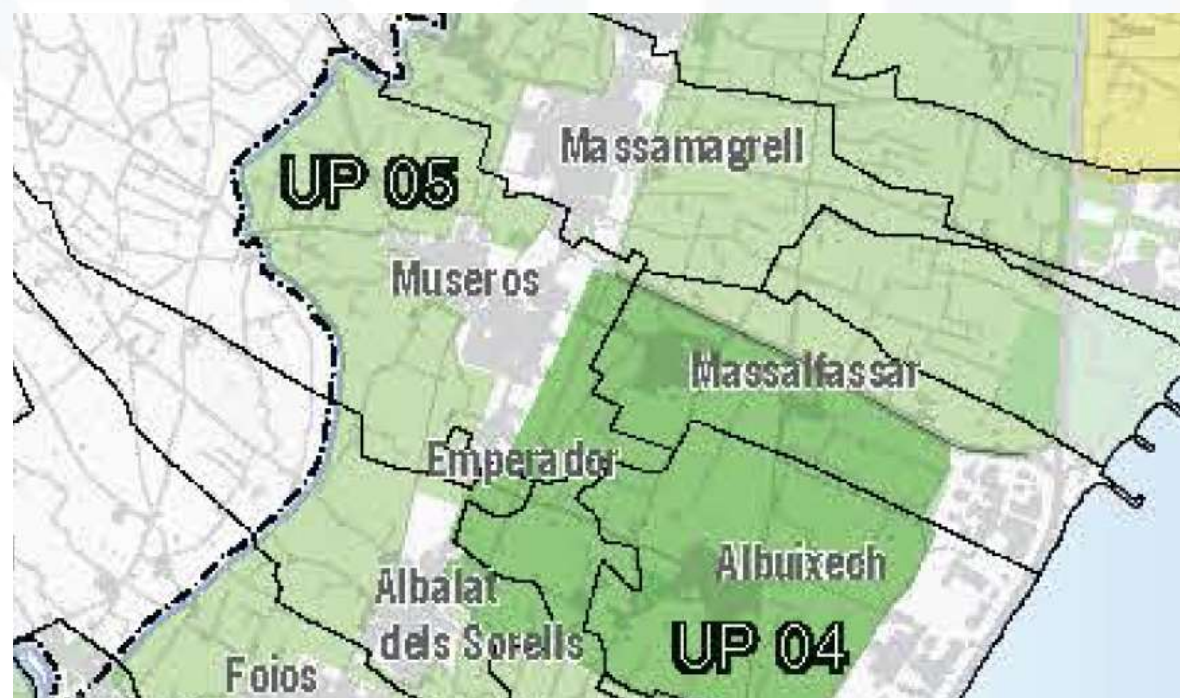 Massamagrell
UP 05
Museros
Massalfassar
Emperador
Albuixech
Albalat
dels Sorells
UP 04
Foios